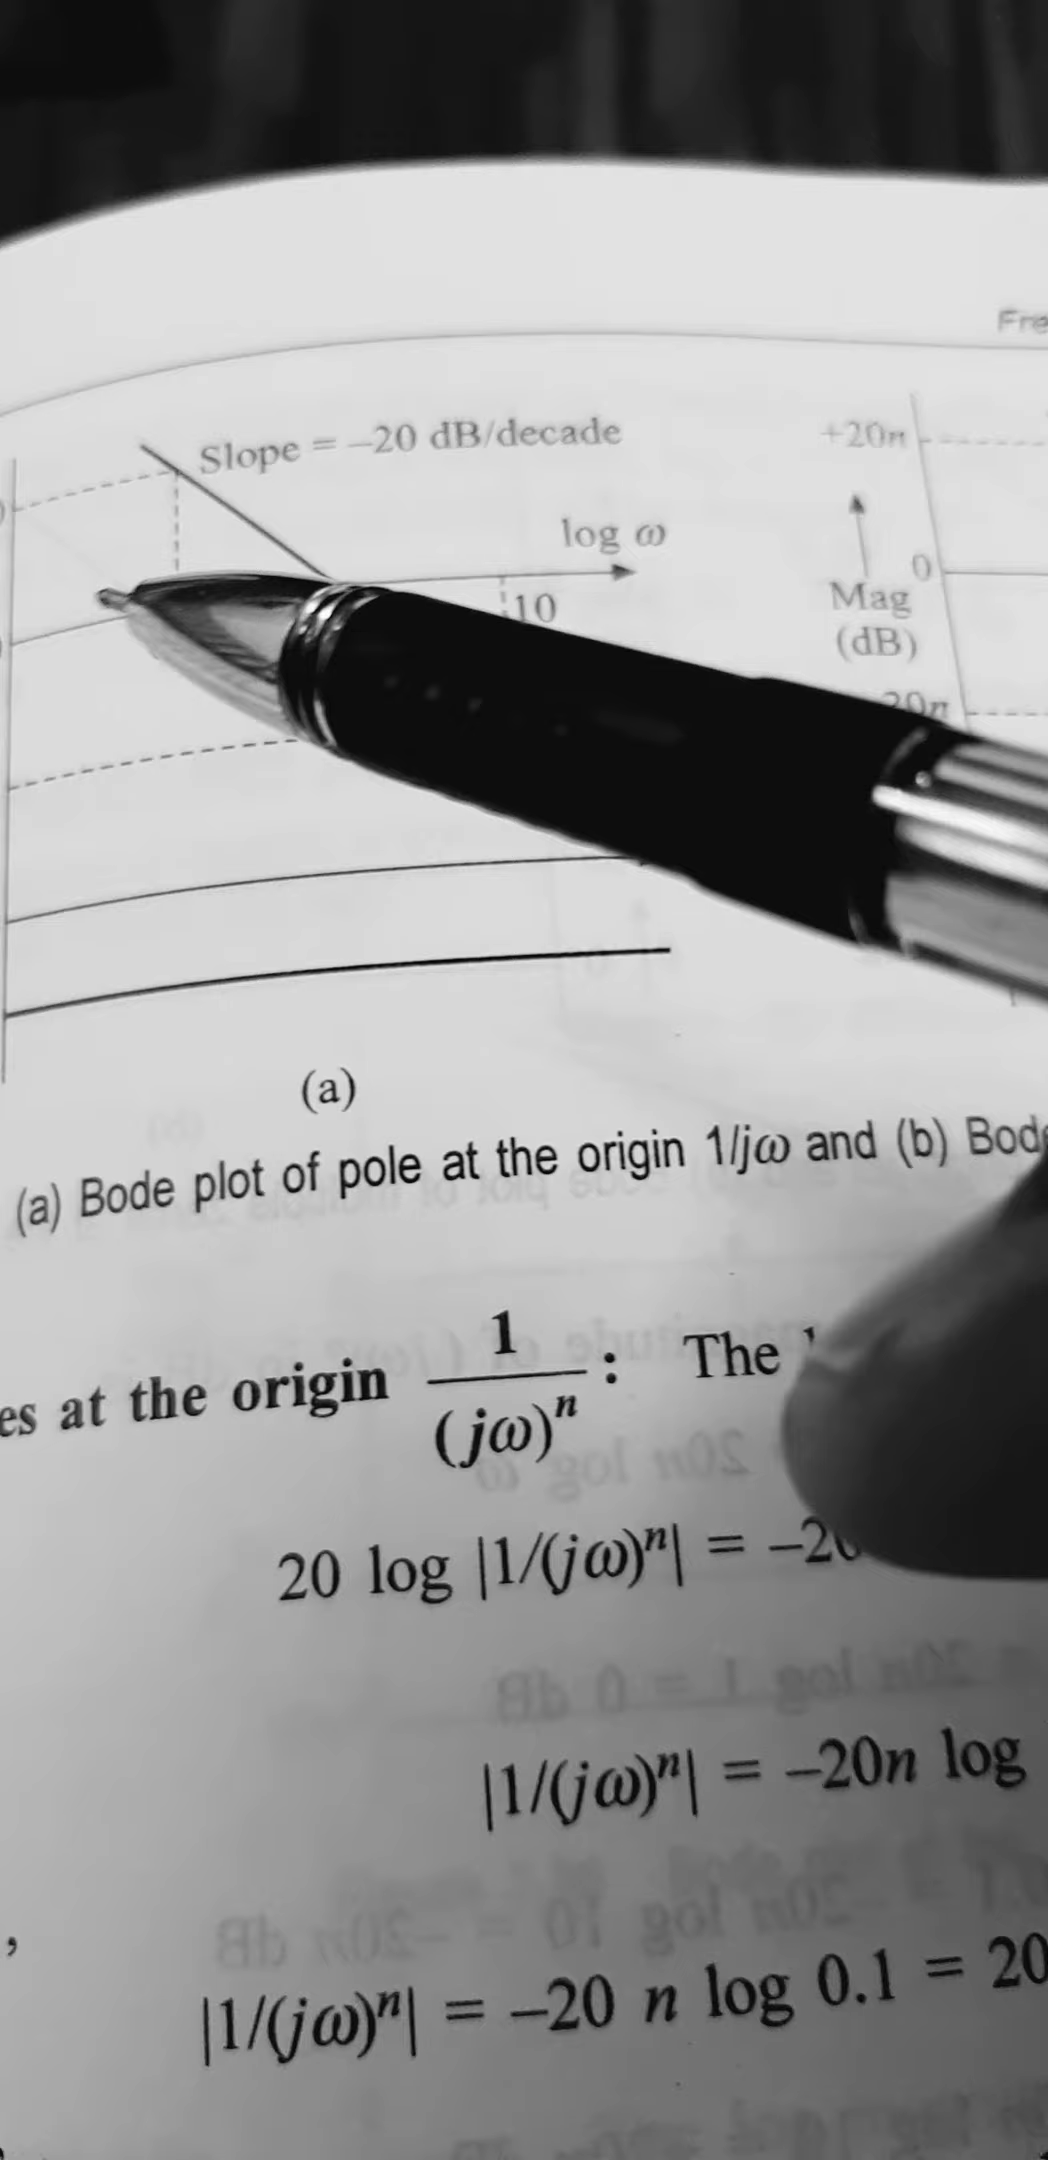 Fre
Slope = –20 dB/decade
+20n
log ω
0
10
Mag
(dB)
20n
(a)
(a) Bode plot of pole at the origin 1/jω and (b) Bod
es at the origin 1/(jω)ⁿ : The
20 log |1/(jω)ⁿ| = –20
|1/(jω)ⁿ| = –20n log
,
|1/(jω)ⁿ| = –20 n log 0.1 = 20